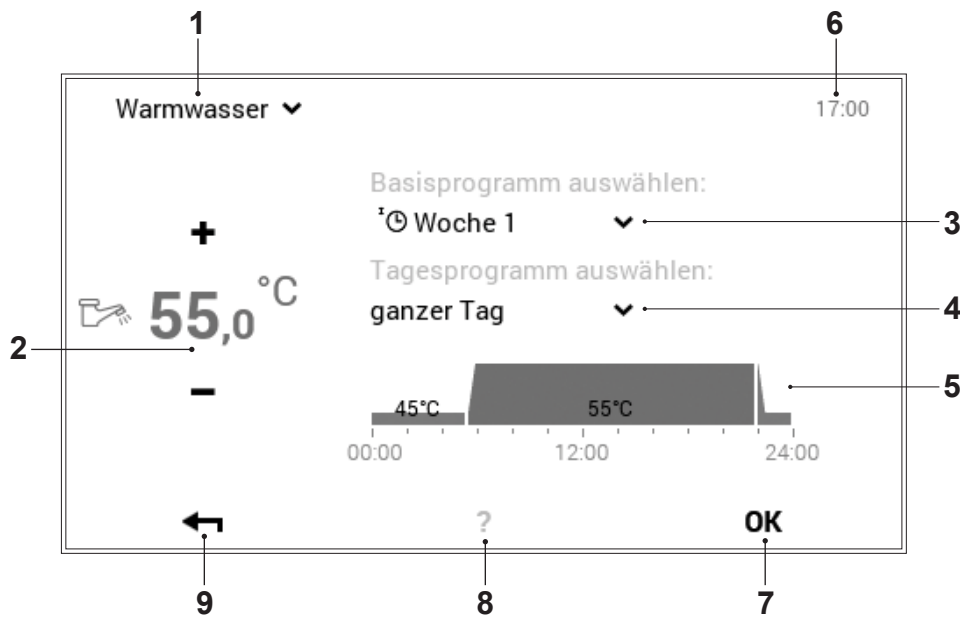 1
6
Warmwasser
17:00
Basisprogramm auswählen:
I Woche 1
3
+
Tagesprogramm auswählen:
55,0 °C
ganzer Tag
4
2
−
5
45°C
55°C
00:00
12:00
24:00
?
OK
9
8
7